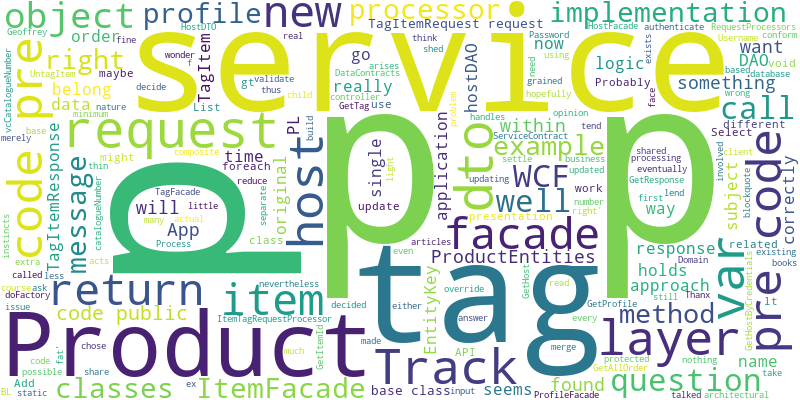 object
profile
new
processor
implementation
HostDTO
HostFacade
RequestProcessors
Geoffrey
order
fine
TagItemRequest request
authenticate
Username
conform
pre
service
wonder
f
real
think
shed
Password
exists
right
maybe
TagItem
go
hostDAO
need
grained
now
want
DAO
void
UntagItem
vcCatalogueNumber
belong
decide
gt
validate
thus
DataContracts
arises
using
logic
based
database
data
nature
List
really
GetTag
use
child
controller
hopefully
Probably
something
wrong
face
request
host
PL
build
dto
handles
ServiceContract
opinion
tend
call
base
merely
minimum
composite
original
single
problem
within
example
shared
processing
Select
different
client
code
message
TagItemResponse
thin
catalogueNumber
might
time
foreach
app
application
settle
business
updating
updated
eventually
GetResponse
first
lend
subject
involved
blockquote
pre code
TagFacade
reduce
light
WCF
well
work
number
right'
way
correctly
will
little
App
many
actual
class
separate
update
presentation
facade
response
related
existing
books
instincts
extra
called
less
Process
acts
nevertheless
even
articles
ProductEntities
holds
Domain
GetProfile
ask
lt
return
item
tag
layer
var
approach
still
Thanx
course
doFactory
code public
ItemTagRequestProcessor
decided
either
override
GetHost
read
every
method
GetAllOrder
GetHostByCredentials
issue
Product
much
GetItemId
made
answer
EntityKey
API
merge
protected
nothing
name
take
code
possible
chose
Track
found
question
BL
Add
static
fat'
share
ex
classes
ItemFacade
base class
input
seems
ProfileFacade
talked
architectural